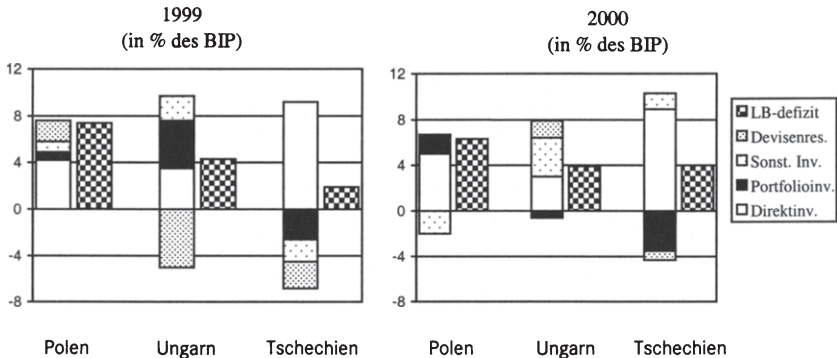 1999
(in % des BIP)
12
8
4
0
-4
-8
Polen Ungarn Tschechien
2000
(in % des BIP)
12
8
4
0
-4
-8
Polen Ungarn Tschechien
LB-defizit
Devisenres.
Sonst. Inv.
Portfolioinv.
Direktinv.